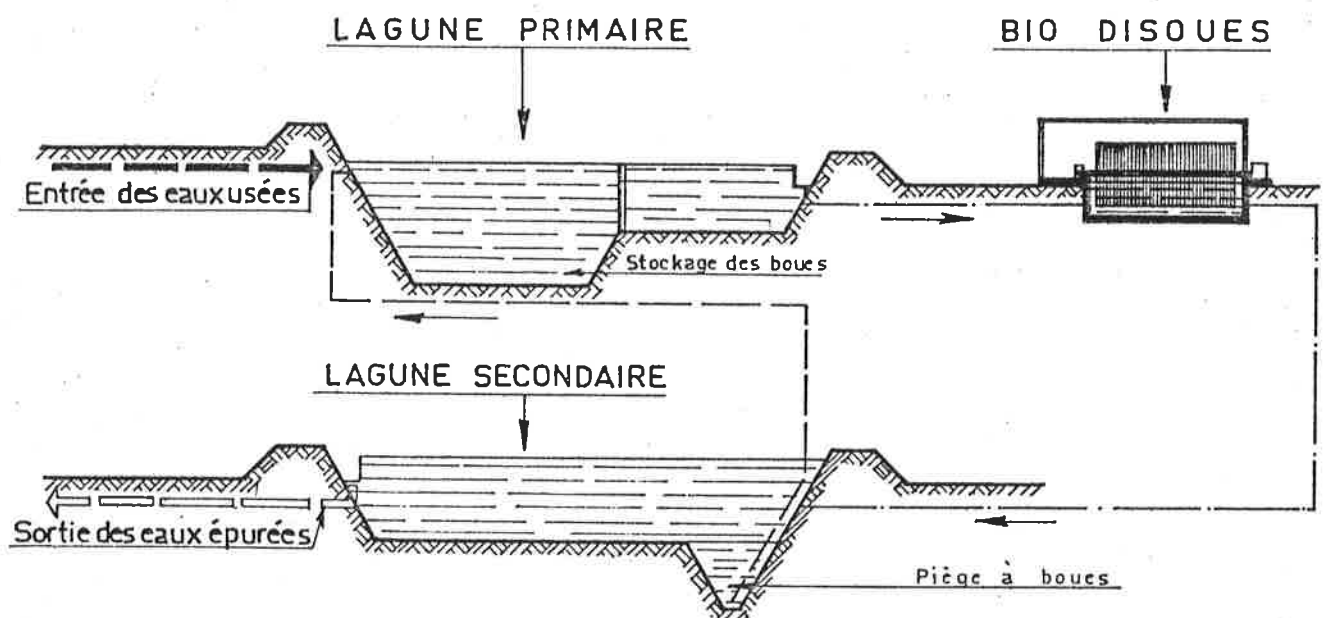 LAGUNE PRIMAIRE
BIO DISQUES
Entrée des eaux usées
Stockage des boues
LAGUNE SECONDAIRE
Sortie des eaux épurées
Piège à boues